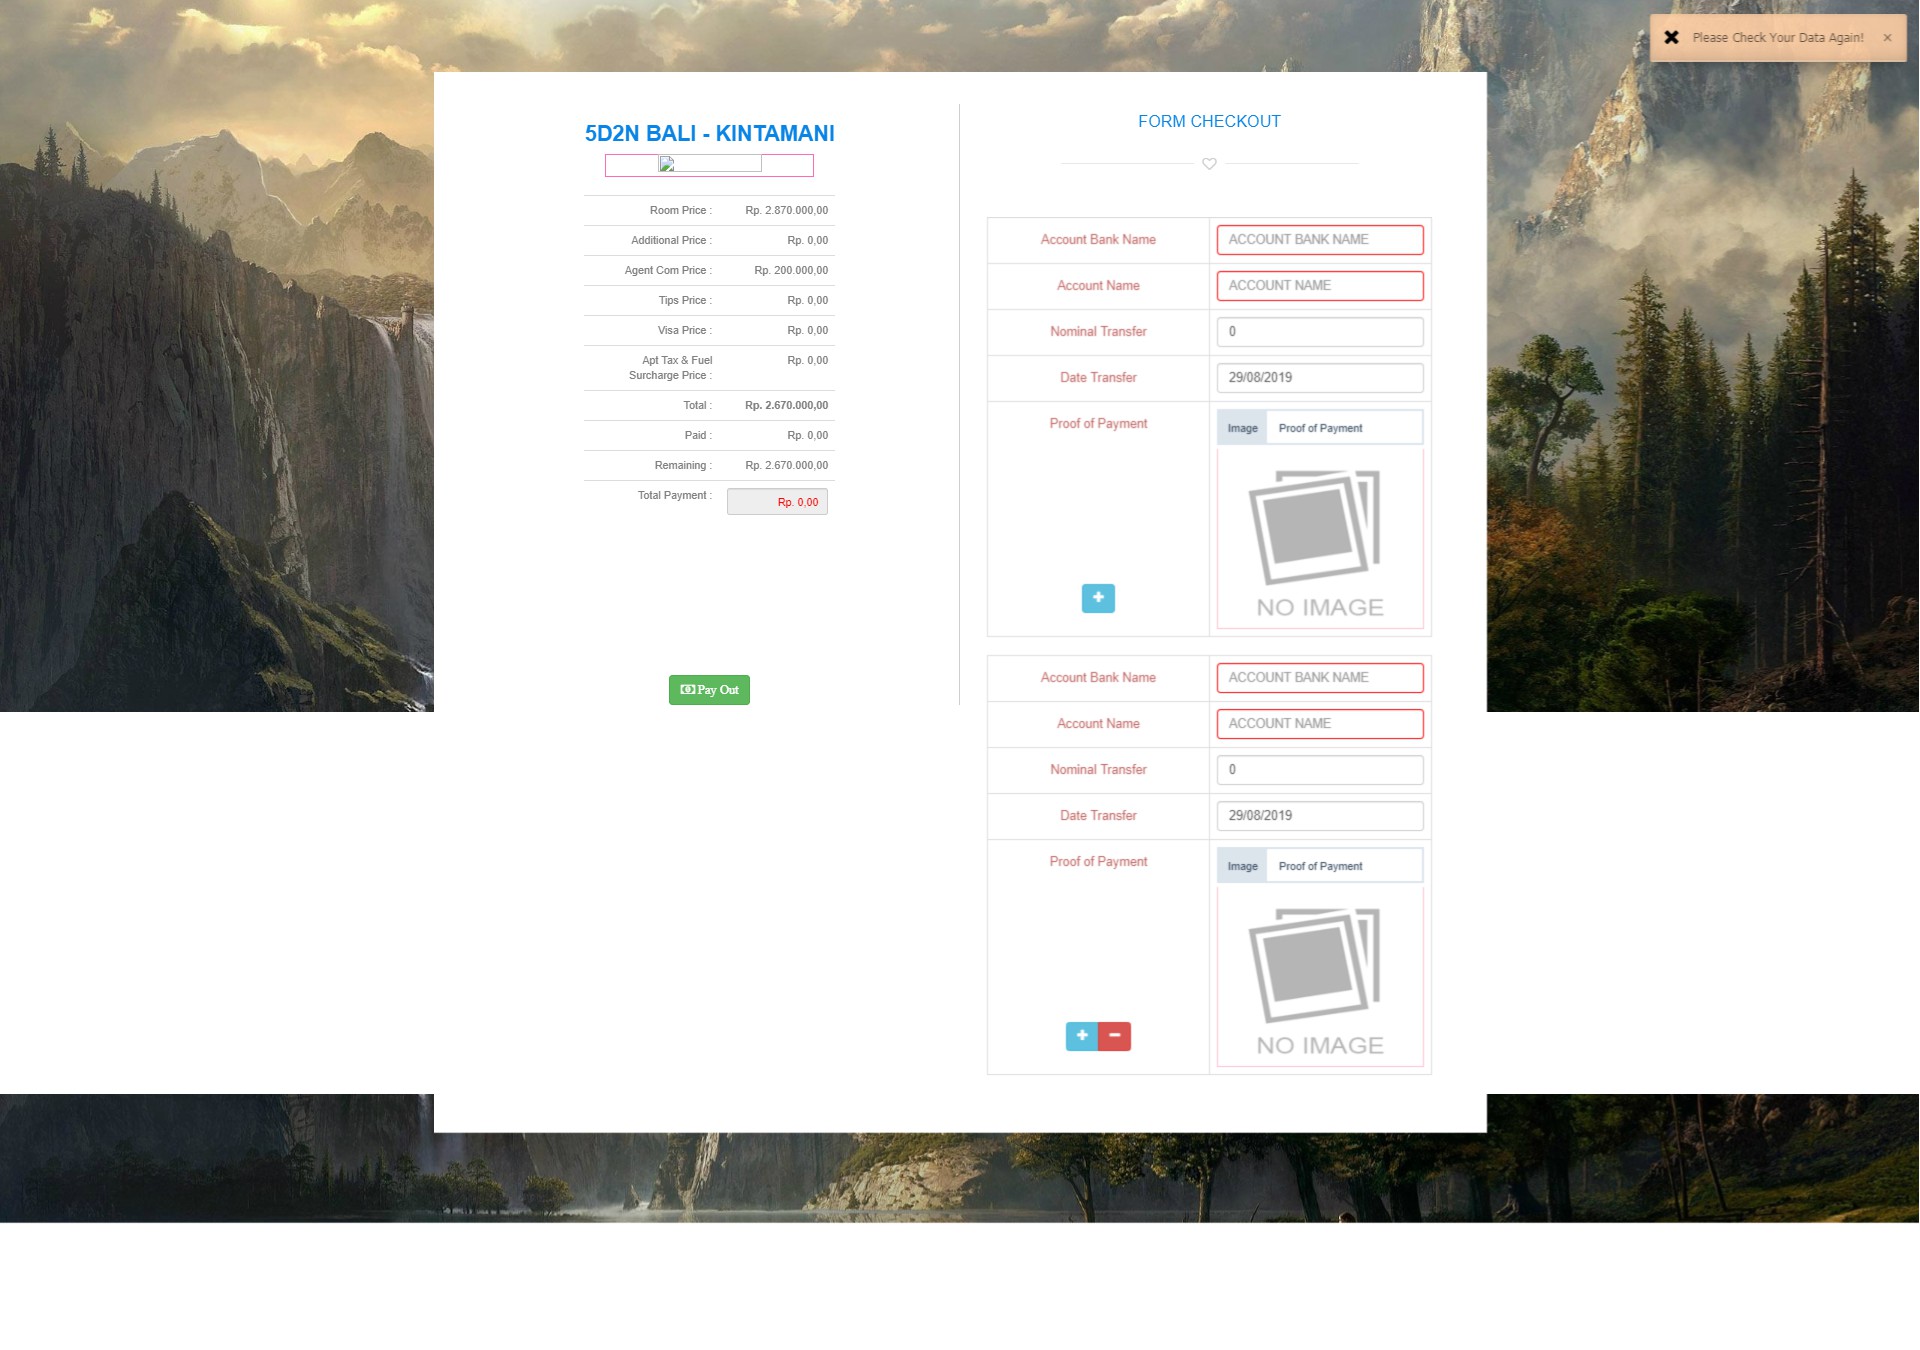 Please Check Your Data Again! ×
5D2N BALI - KINTAMANI
Room Price : Rp. 2.870.000,00
Additional Price : Rp. 0,00
Agent Com Price : Rp. 200.000,00
Tips Price : Rp. 0,00
Visa Price : Rp. 0,00
Apt Tax & Fuel Rp. 0,00
Surcharge Price :
Total : Rp. 2.670.000,00
Paid : Rp. 0,00
Remaining : Rp. 2.670.000,00
Total Payment : Rp. 0,00
Pay Out
FORM CHECKOUT
Account Bank Name ACCOUNT BANK NAME
Account Name ACCOUNT NAME
Nominal Transfer 0
Date Transfer 29/08/2019
Proof of Payment Image Proof of Payment
NO IMAGE
Account Bank Name ACCOUNT BANK NAME
Account Name ACCOUNT NAME
Nominal Transfer 0
Date Transfer 29/08/2019
Proof of Payment Image Proof of Payment
NO IMAGE